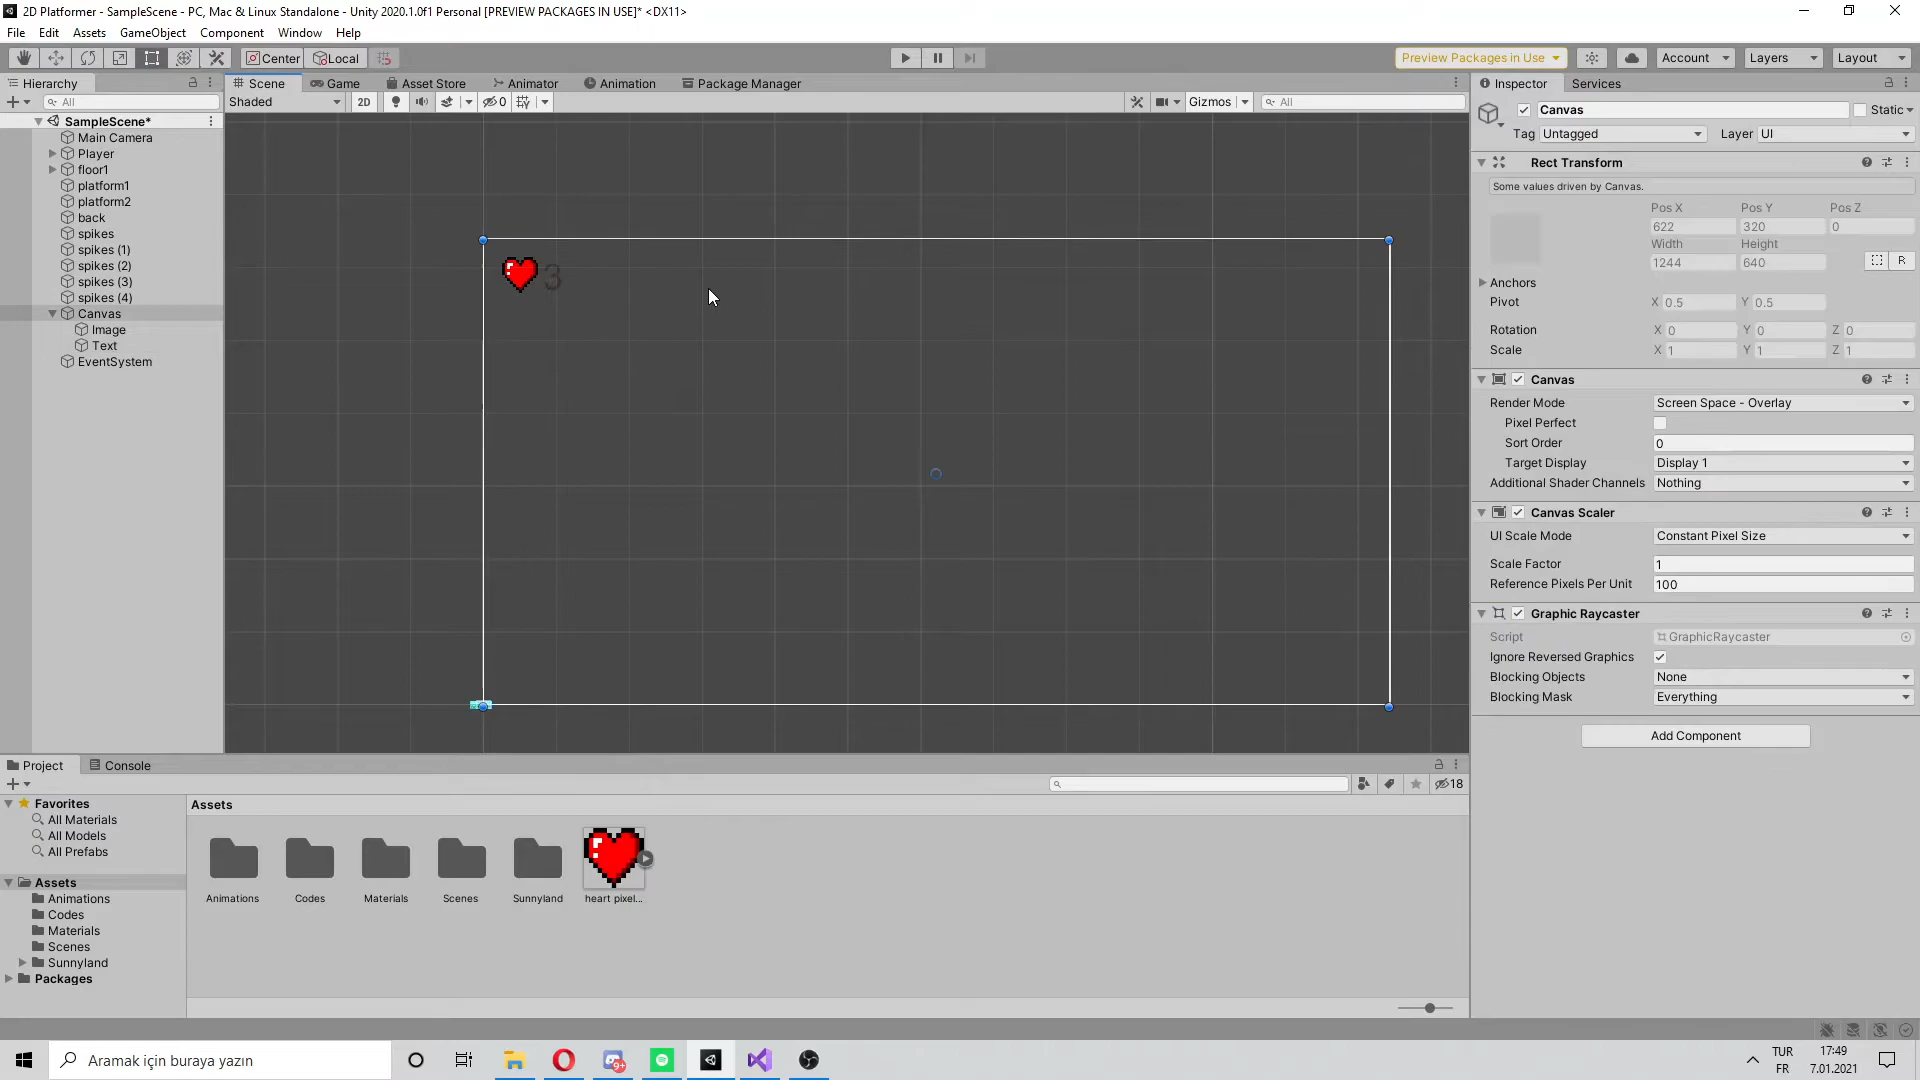 2D Platformer - SampleScene - PC, Mac & Linux Standalone - Unity 2020.1.0f1 Personal [PREVIEW PACKAGES IN USE]* <DX11>
File Edit Assets GameObject Component Window Help
Center Local Preview Packages in Use Account Layers Layout
Hierarchy Scene Game Asset Store Animator Animation Package Manager Inspector Services
All Shaded 2D 0 Gizmos All
Canvas Static
SampleScene*
Tag Untagged Layer UI
Main Camera
Player
floor1
platform1
platform2
back
spikes
spikes (1)
spikes (2)
spikes (3)
spikes (4)
Canvas
Image
Text
EventSystem
3
Rect Transform
Some values driven by Canvas.
Pos X Pos Y Pos Z
622 320 0
Width Height
1244 640 R
Anchors
Pivot X 0.5 Y 0.5
Rotation X 0 Y 0 Z 0
Scale X 1 Y 1 Z 1
Canvas
Render Mode Screen Space - Overlay
Pixel Perfect
Sort Order 0
Target Display Display 1
Additional Shader Channels Nothing
Canvas Scaler
UI Scale Mode Constant Pixel Size
Scale Factor 1
Reference Pixels Per Unit 100
Graphic Raycaster
Script GraphicRaycaster
Ignore Reversed Graphics
Blocking Objects None
Blocking Mask Everything
Add Component
Project Console
18
Favorites
All Materials
All Models
All Prefabs
Assets
Animations
Codes
Materials
Scenes
Sunnyland
Packages
Assets
Animations Codes Materials Scenes Sunnyland heart pixel...
Aramak için buraya yazın
9+
TUR
FR
17:49
7.01.2021